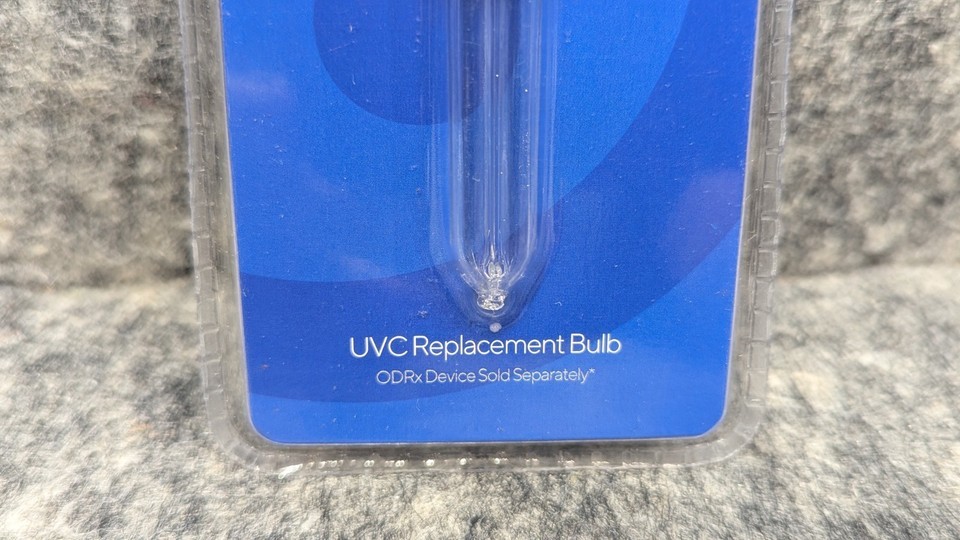 UVC Replacement Bulb
ODRx Device Sold Separately*